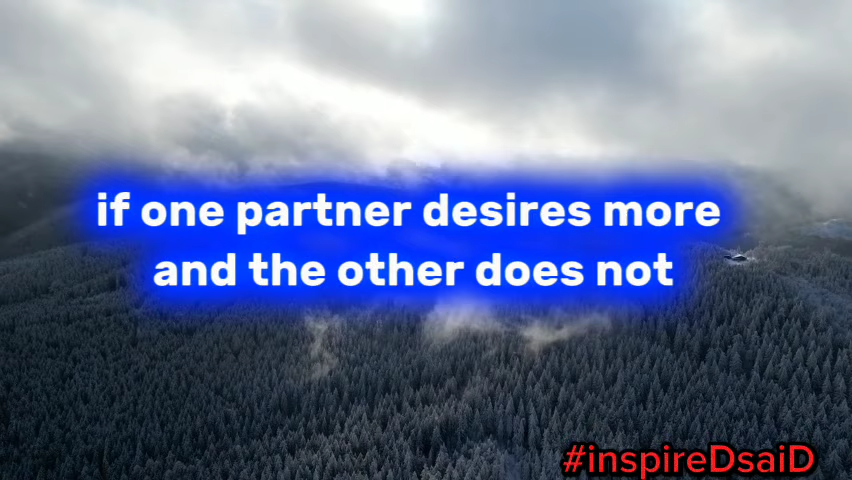 if one partner desires more
and the other does not
#inspireDsaiD